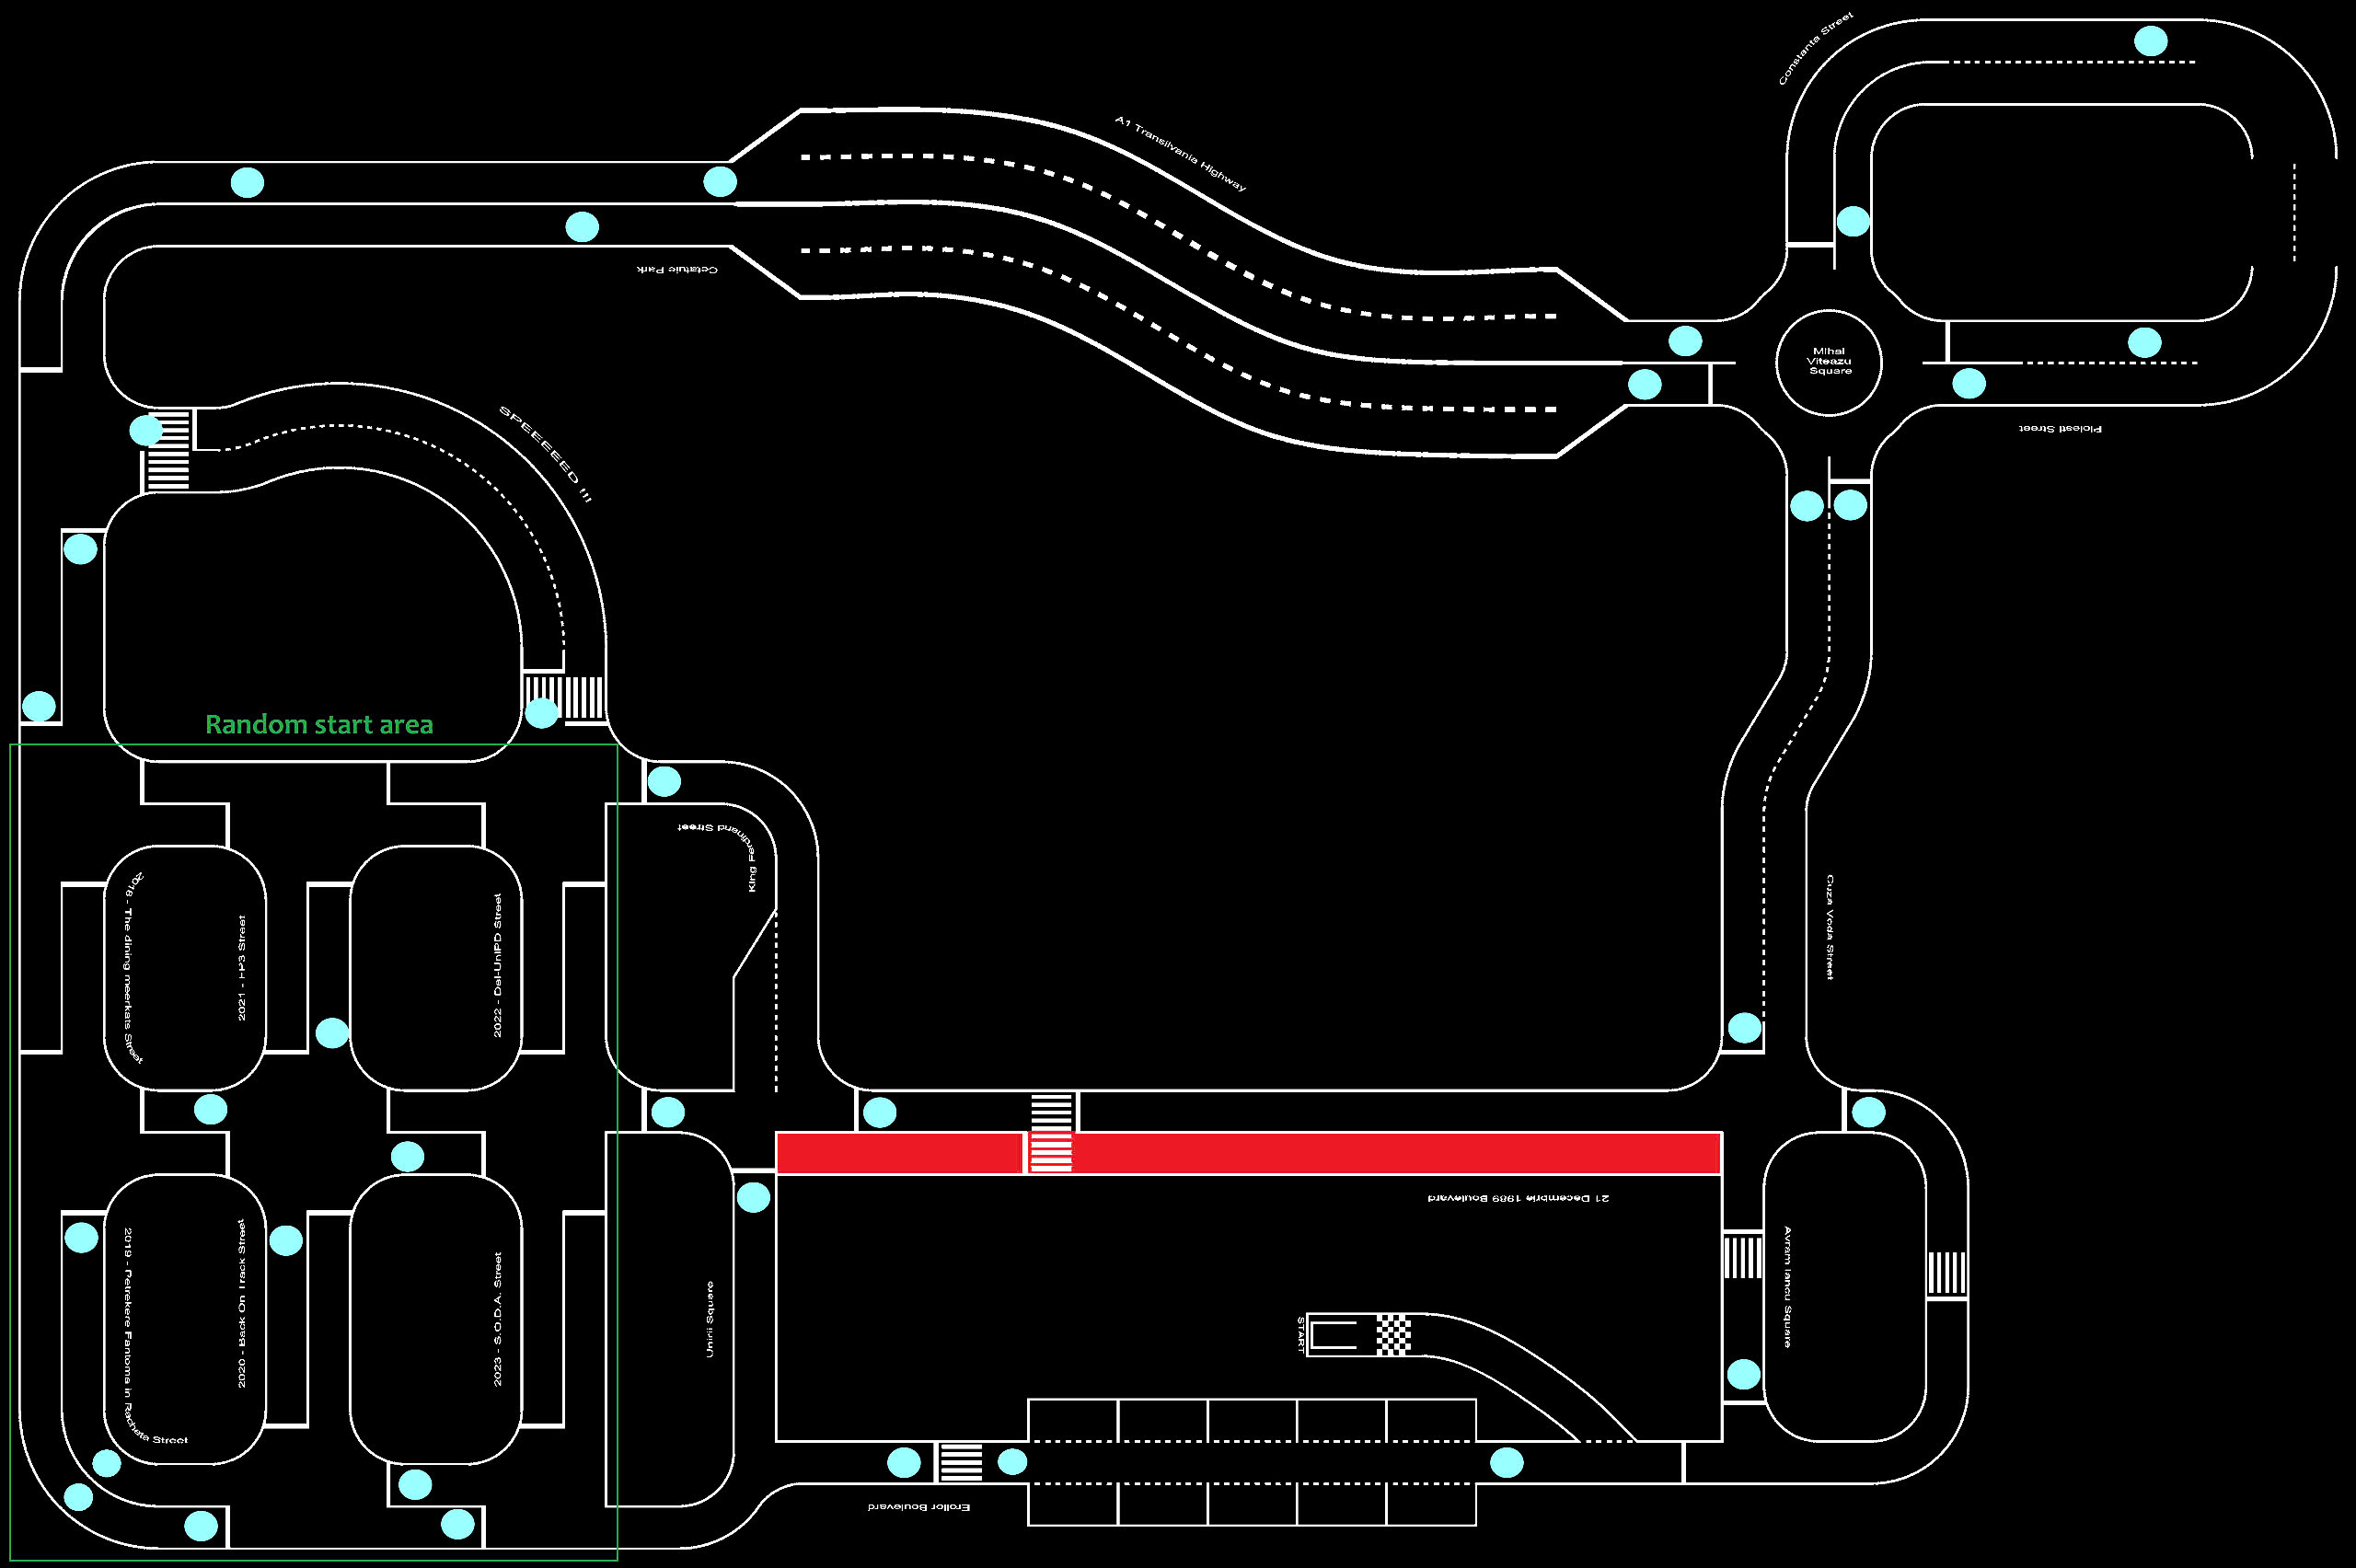 Constanta Street
A1 Transilvania Highway
Cetatuie Park
Mihai
Viteazu
Square
Ploiesti Street
SPEEEEED !!!
Random start area
King Ferdinand Street
2018 - The dining meerkats Street
2021 - HP3 Street
2022 - Dei-UniPD Street
Cuza Voda Street
21 Decembrie 1989 Boulevard
2019 - Petrekere Fantoma in Racheta Street
2020 - Back On Track Street
2023 - S.O.D.A. Street
Unirii Square
START
Avram Iancu Square
Eroilor Boulevard